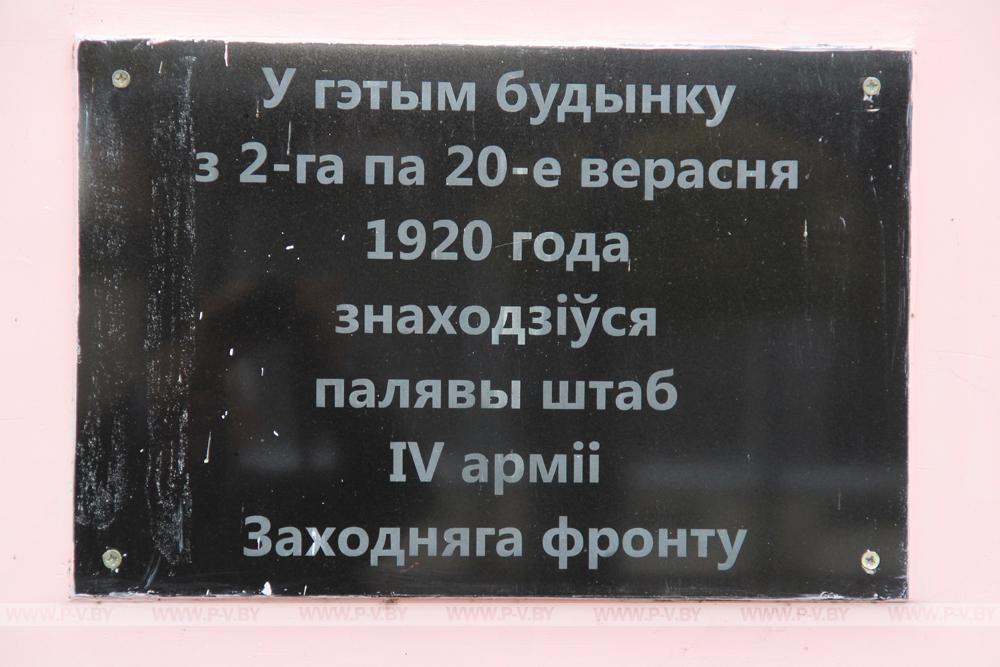 У гэтым будынку
з 2-га па 20-е верасня
1920 года
знаходзіўся
палявы штаб
IV арміі
Заходняга фронту
WWW.P-V.BY WWW.P-V.BY WWW.P-V.BY WWW.P-V.BY WWW.P-V.BY WWW.P-V.BY WWW.P-V.BY